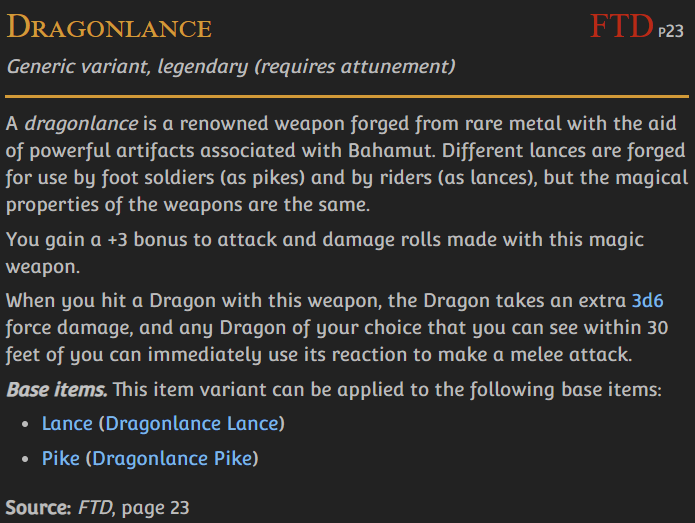 DRAGONLANCE FTD P23
Generic variant, legendary (requires attunement)
A dragonlance is a renowned weapon forged from rare metal with the aid
of powerful artifacts associated with Bahamut. Different lances are forged
for use by foot soldiers (as pikes) and by riders (as lances), but the magical
properties of the weapons are the same.
You gain a +3 bonus to attack and damage rolls made with this magic
weapon.
When you hit a Dragon with this weapon, the Dragon takes an extra 3d6
force damage, and any Dragon of your choice that you can see within 30
feet of you can immediately use its reaction to make a melee attack.
Base items. This item variant can be applied to the following base items:
• Lance (Dragonlance Lance)
• Pike (Dragonlance Pike)
Source: FTD, page 23